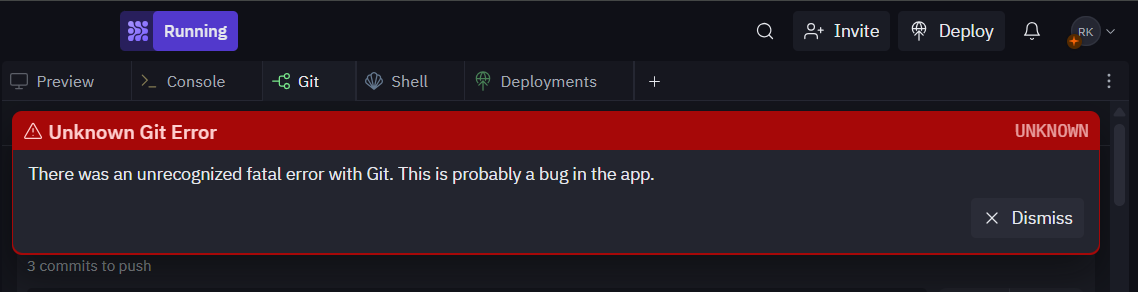 Running
Invite
Deploy
RK
Preview
Console
Git
Shell
Deployments
Unknown Git Error
UNKNOWN
There was an unrecognized fatal error with Git. This is probably a bug in the app.
Dismiss
3 commits to push